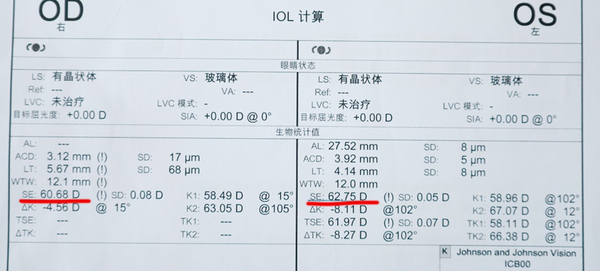 OD
右
IOL 计算
OS
左
眼睛状态
LS: 有晶状体 VS: 玻璃体
Ref: --- VA: ---
LVC: 未治疗 LVC 模式: -
目标屈光度: +0.00 D SIA: +0.00 D @ 0°
LS: 有晶状体 VS: 玻璃体
Ref: --- VA: ---
LVC: 未治疗 LVC 模式: -
目标屈光度: +0.00 D SIA: +0.00 D @ 0°
生物统计值
AL: ---
ACD: 3.12 mm (!) SD: 17 µm
LT: 5.67 mm (!) SD: 68 µm
WTW: 12.1 mm (!)
SE: 60.68 D (!) SD: 0.08 D K1: 58.49 D @ 15°
ΔK: -4.56 D @ 15° K2: 63.05 D @105°
TSE: --- TK1: ---
ΔTK: --- TK2: ---
AL: 27.52 mm SD: 8 µm
ACD: 3.92 mm SD: 5 µm
LT: 4.14 mm SD: 8 µm
WTW: 12.0 mm
SE: 62.75 D (!) SD: 0.05 D K1: 58.96 D @102°
ΔK: -8.11 D @102° K2: 67.07 D @ 12°
TSE: 61.97 D (!) SD: 0.07 D TK1: 58.11 D @102°
ΔTK: -8.27 D @102° TK2: 66.38 D @ 12°
K Johnson and Johnson Vision
ICB00